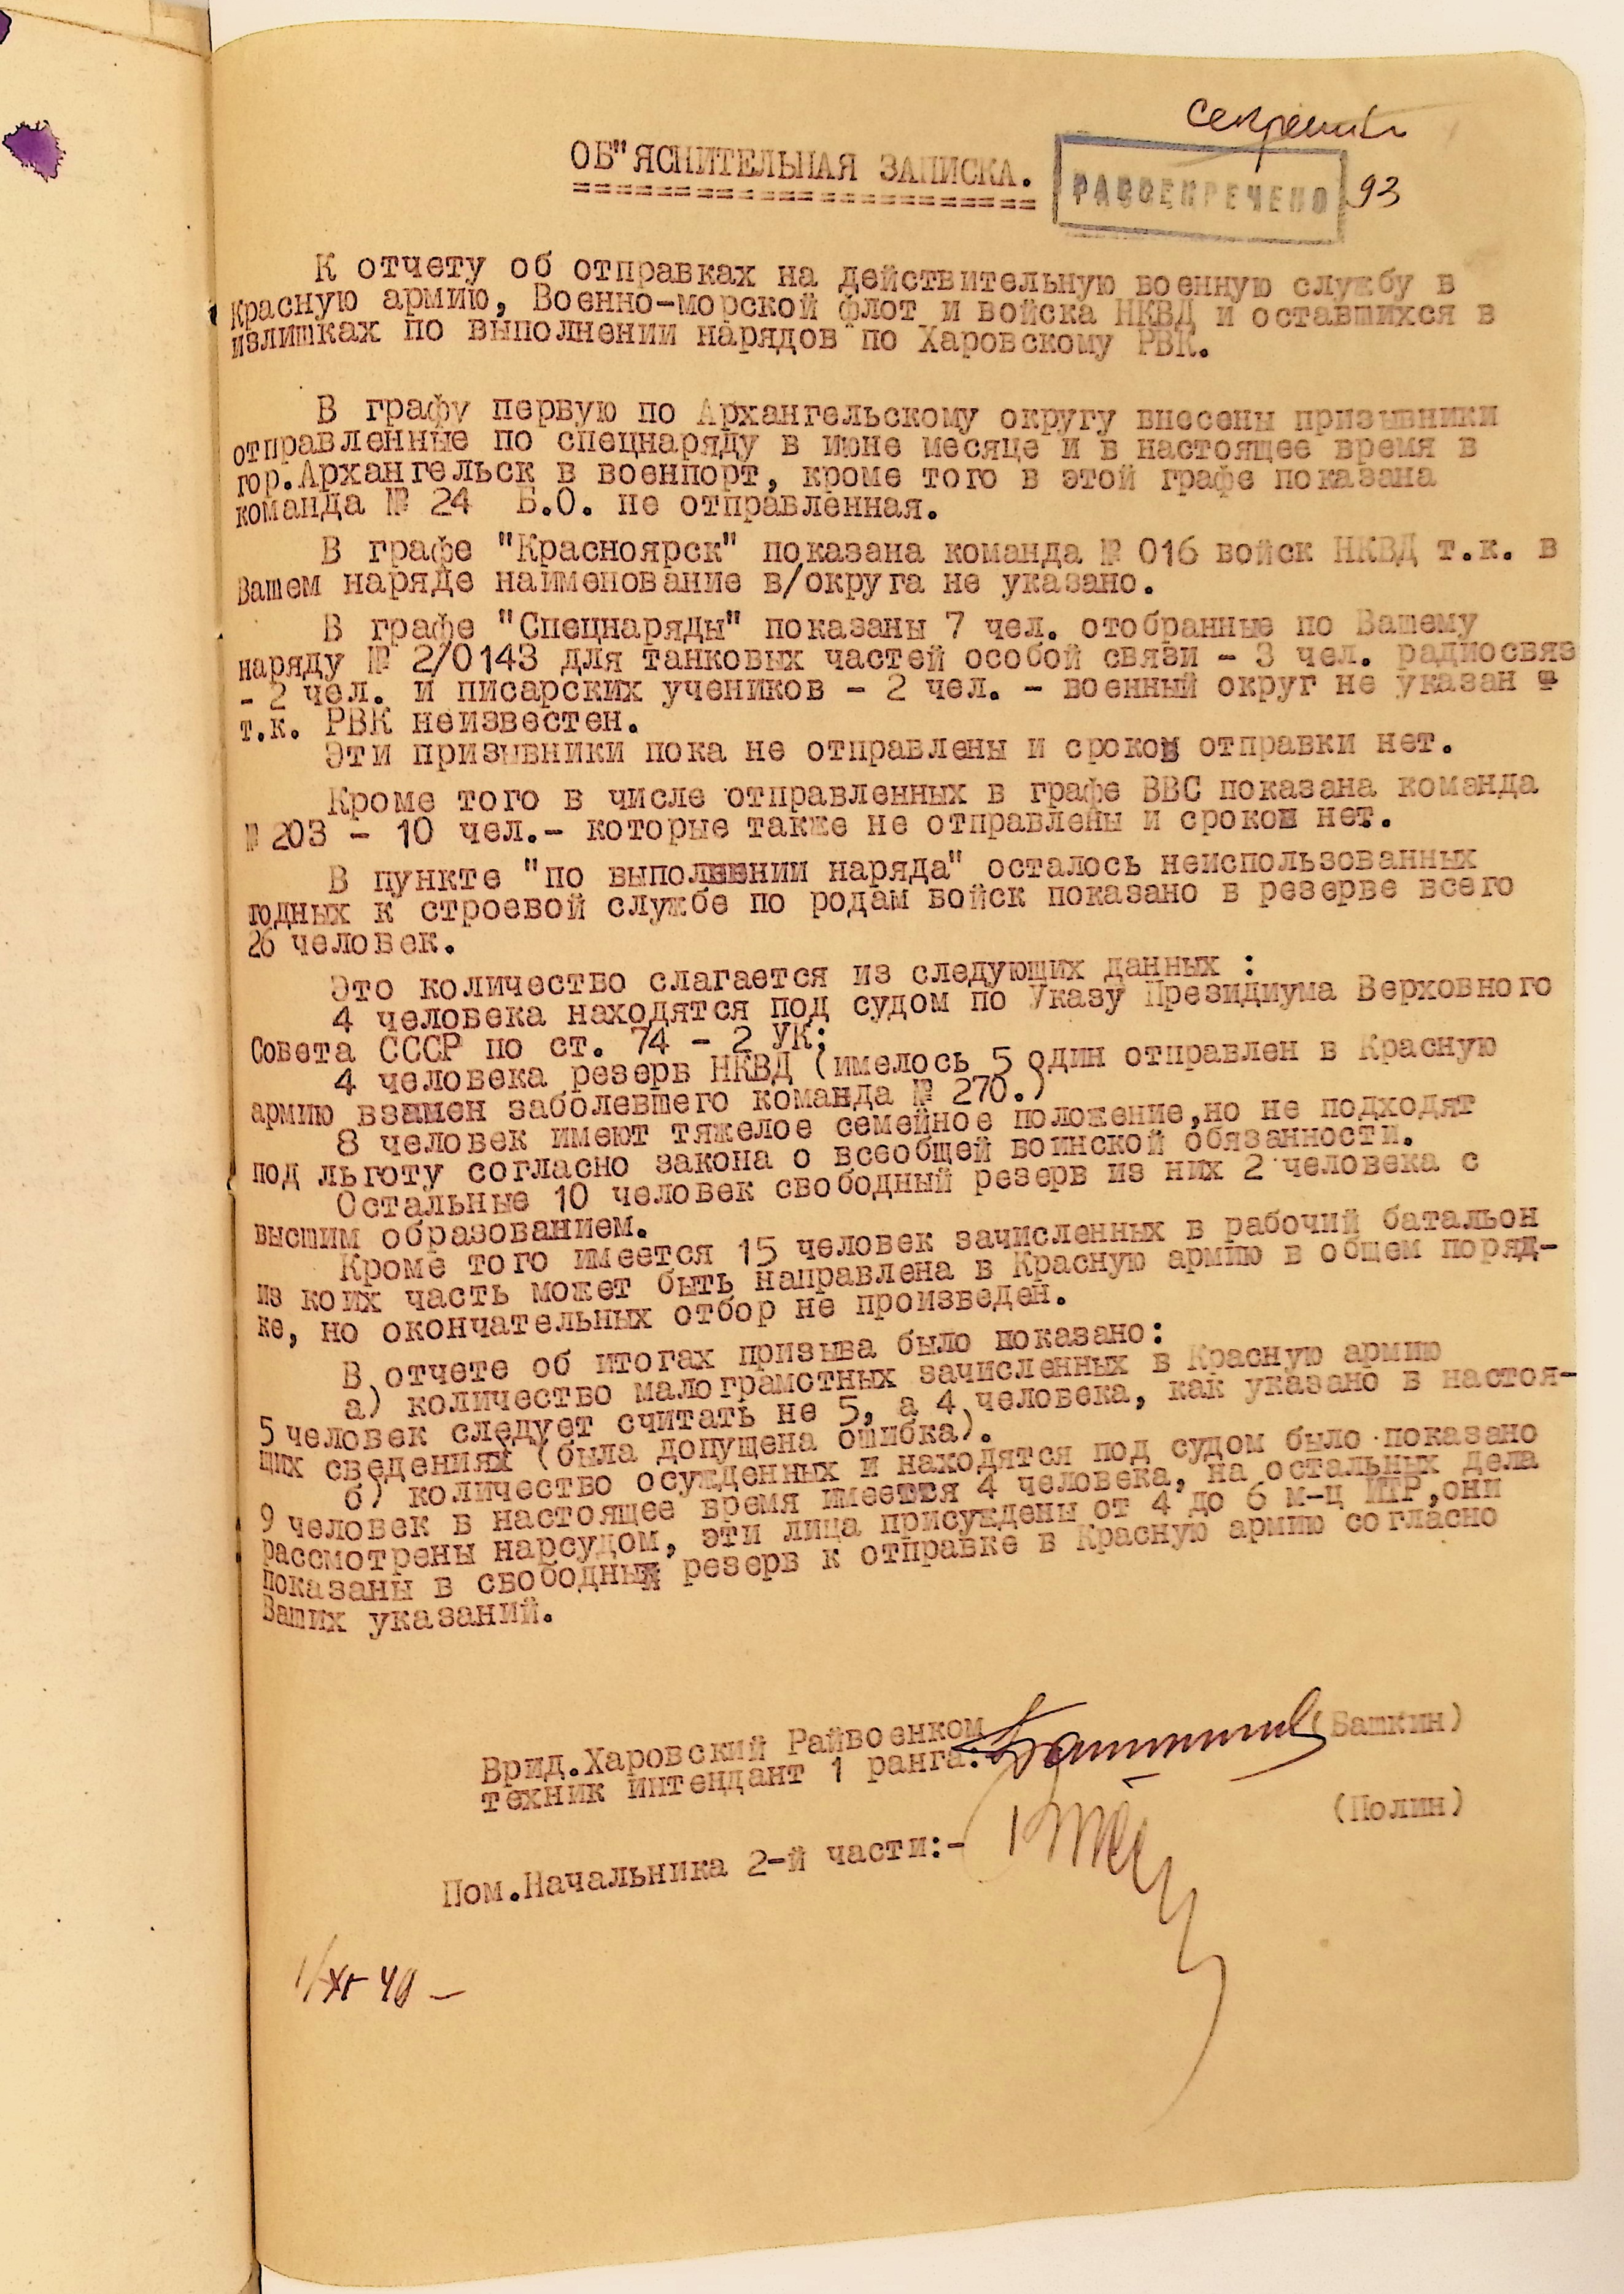 секретно
ОБ"ЯСНИТЕЛЬНАЯ ЗАПИСКА.
РАССЕКРЕЧЕНО 93
К отчету об отправках на действительную военную службу в
Красную армию, Военно-морской флот и войска НКВД и оставшихся в
излишках по выполнении нарядов по Харовскому РВК.
В графу первую по Архангельскому округу внесены призывники
отправленные по спецнаряду в июне месяце и в настоящее время в
гор.Архангельск в военпорт, кроме того в этой графе показана
команда № 24 Б.О. не отправленная.
В графе "Красноярск" показана команда № 016 войск НКВД т.к. в
Вашем наряде наименование в/округа не указано.
В графе "Спецнаряды" показаны 7 чел. отобранные по Вашему
наряду № 2/0143 для танковых частей особой связи - 3 чел. радиосвяз
- 2 чел. и писарских учеников - 2 чел. - военный округ не указан
т.к. РВК неизвестен.
Эти призывники пока не отправлены и сроков отправки нет.
Кроме того в числе отправленных в графе ВВС показана команда
№ 203 - 10 чел.- которые также не отправлены и сроков нет.
В пункте "по выполнении наряда" осталось неиспользованных
годных к строевой службе по родам войск показано в резерве всего
26 человек.
Это количество слагается из следующих данных :
4 человека находятся под судом по Указу Президиума Верховного
Совета СССР по ст. 74 - 2 УК;
4 человека резерв НКВД (имелось 5 один отправлен в Красную
армию взамен заболевшего команда № 270.)
8 человек имеют тяжелое семейное положение,но не подходят
под льготу согласно закона о всеобщей воинской обязанности.
Остальные 10 человек свободный резерв из них 2 человека с
высшим образованием.
Кроме того имеется 15 человек зачисленных в рабочий батальон
из коих часть может быть направлена в Красную армию в общем поряд-
ке, но окончательных отбор не произведен.
В отчете об итогах призыва было показано:
а) количество малограмотных зачисленных в Красную армию
5 человек следует считать не 5, а 4 человека, как указано в настоя-
щих сведениях (была допущена ошибка).
б) количество осужденных и находятся под судом было показано
9 человек в настоящее время имеется 4 человека, на остальных дела
рассмотрены нарсудом, эти лица присуждены от 4 до 6 м-ц ИТР,они
показаны в свободный резерв к отправке в Красную армию согласно
Ваших указаний.
Врид.Харовский Райвоенком
техник интендант 1 ранга:- (Башкин)
Пом.Начальника 2-й части:- (Полин)
1/XI-40 -